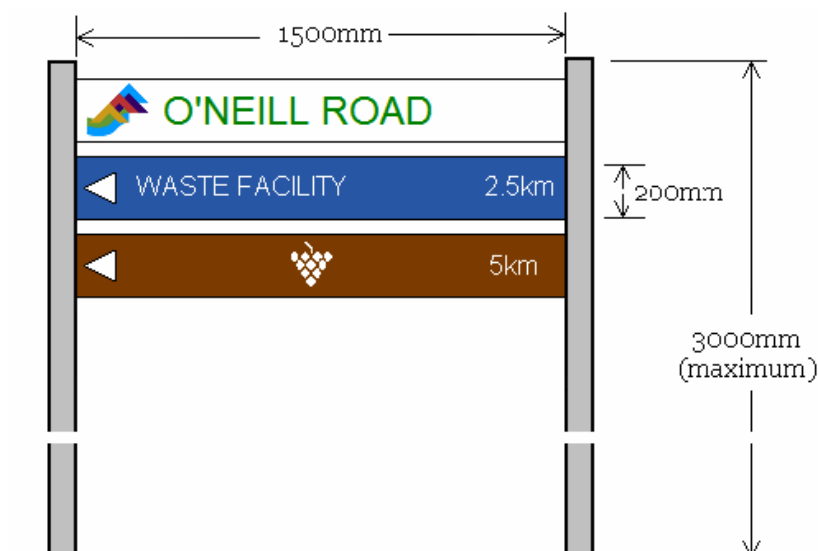 1500mm
O'NEILL ROAD
WASTE FACILITY 2.5km
200mm
5km
3000mm
(maximum)